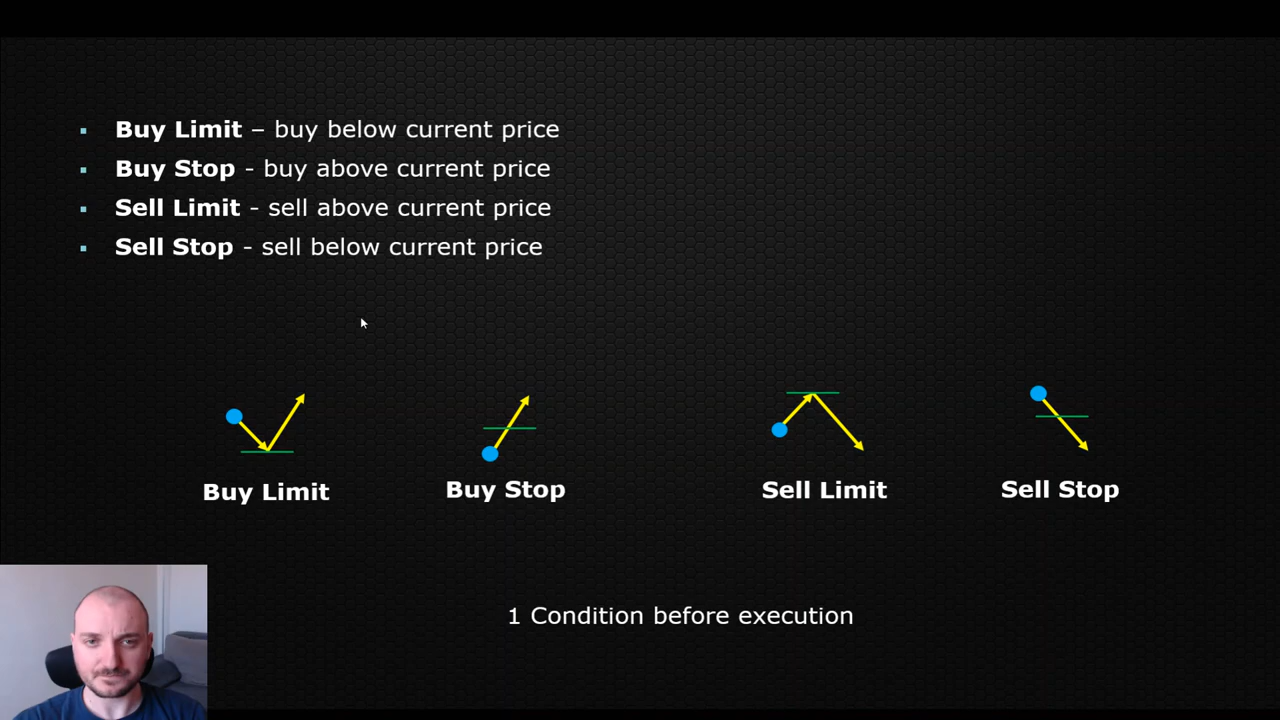 Buy Limit – buy below current price
Buy Stop - buy above current price
Sell Limit - sell above current price
Sell Stop - sell below current price
Buy Limit
Buy Stop
Sell Limit
Sell Stop
1 Condition before execution